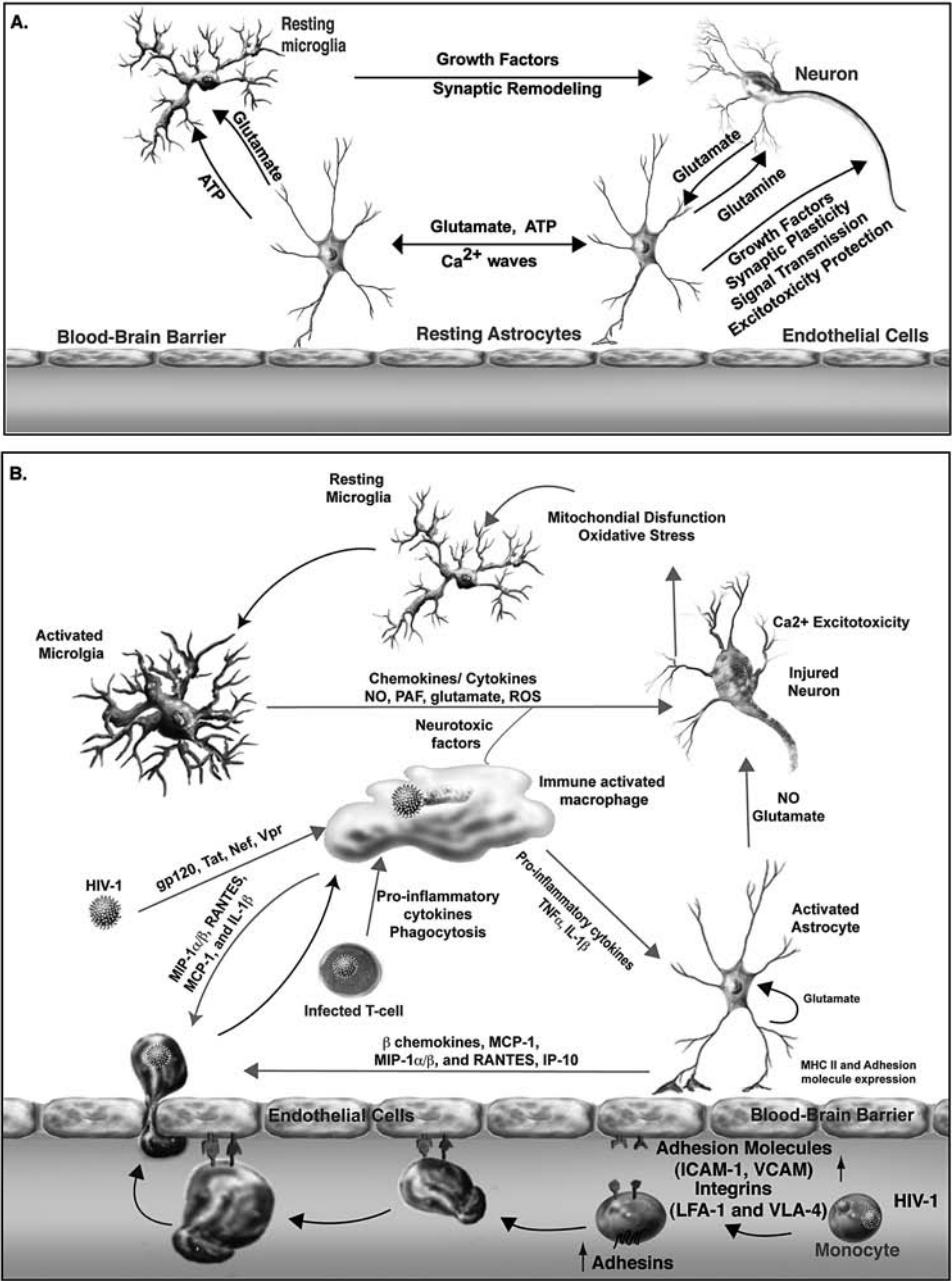 A.
Resting
microglia
Growth Factors
Synaptic Remodeling
Neuron
Glutamate
ATP
Glutamate
Glutamine
Glutamate, ATP
Ca2+ waves
Growth Factors
Synaptic Plasticity
Signal Transmission
Excitotoxicity Protection
Blood-Brain Barrier
Resting Astrocytes
Endothelial Cells
B.
Resting
Microglia
Mitochondial Disfunction
Oxidative Stress
Activated
Microlgia
Ca2+ Excitotoxicity
Injured
Neuron
Chemokines/ Cytokines
NO, PAF, glutamate, ROS
Neurotoxic
factors
Immune activated
macrophage
NO
Glutamate
HIV-1
gp120, Tat, Nef, Vpr
MIP-1α/β, RANTES,
MCP-1, and IL-1β
Pro-inflammatory
cytokines
Phagocytosis
Infected T-cell
Pro-inflammatory cytokines
TNFα, IL-1β
Activated
Astrocyte
Glutamate
β chemokines, MCP-1,
MIP-1α/β, and RANTES, IP-10
MHC II and Adhesion
molecule expression
Endothelial Cells
Blood-Brain Barrier
Adhesion Molecules
(ICAM-1, VCAM)
Integrins
(LFA-1 and VLA-4)
HIV-1
Monocyte
Adhesins